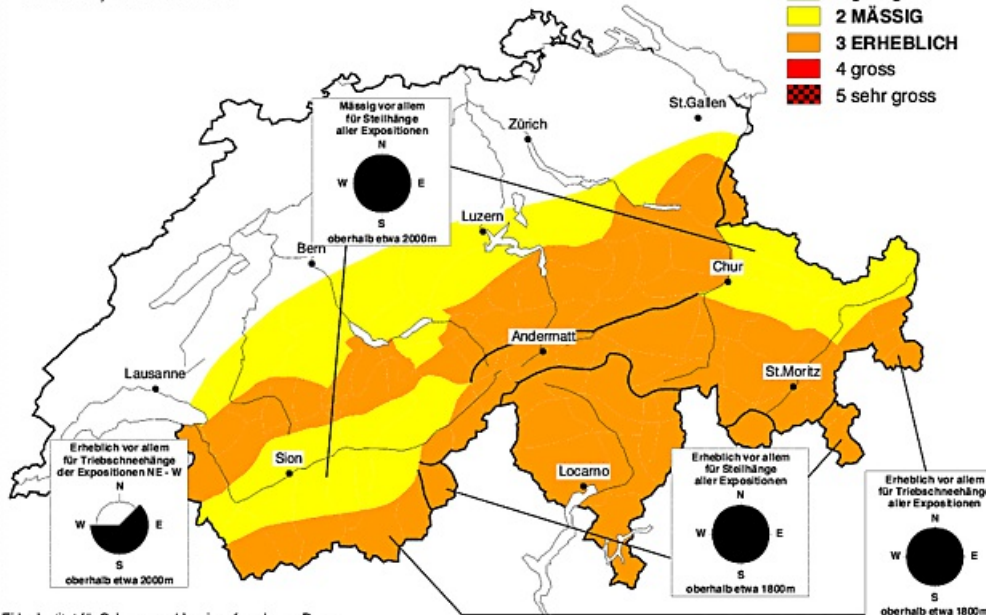 2 MÄSSIG
3 ERHEBLICH
4 gross
5 sehr gross
St.Gallen
Zürich
Mässig vor allem
für Steilhänge
aller Expositionen
N
W E
S
oberhalb etwa 2000m
Luzern
Bern
Chur
Andermatt
St.Moritz
Lausanne
Sion
Locarno
Erheblich vor allem
für Triebschneehänge
der Expositionen NE - W
N
W E
S
oberhalb etwa 2000m
Erheblich vor allem
für Steilhänge
aller Expositionen
N
W E
S
oberhalb etwa 1800m
Erheblich vor allem
für Triebschneehänge
aller Expositionen
N
W E
S
oberhalb etwa 1800m